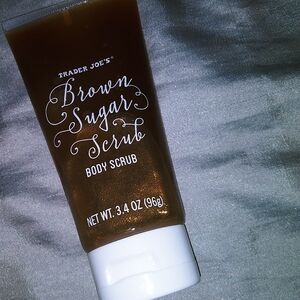 TRADER JOE'S
Brown
Sugar
Scrub
BODY SCRUB
NET WT. 3.4 OZ (96g)